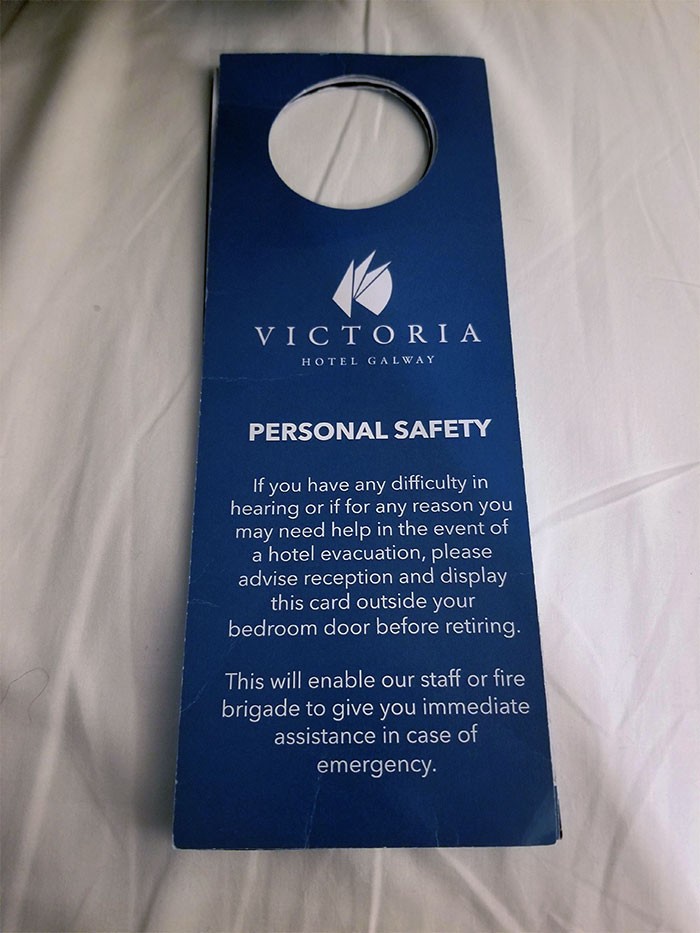 VICTORIA
HOTEL GALWAY
PERSONAL SAFETY
If you have any difficulty in
hearing or if for any reason you
may need help in the event of
a hotel evacuation, please
advise reception and display
this card outside your
bedroom door before retiring.
This will enable our staff or fire
brigade to give you immediate
assistance in case of
emergency.